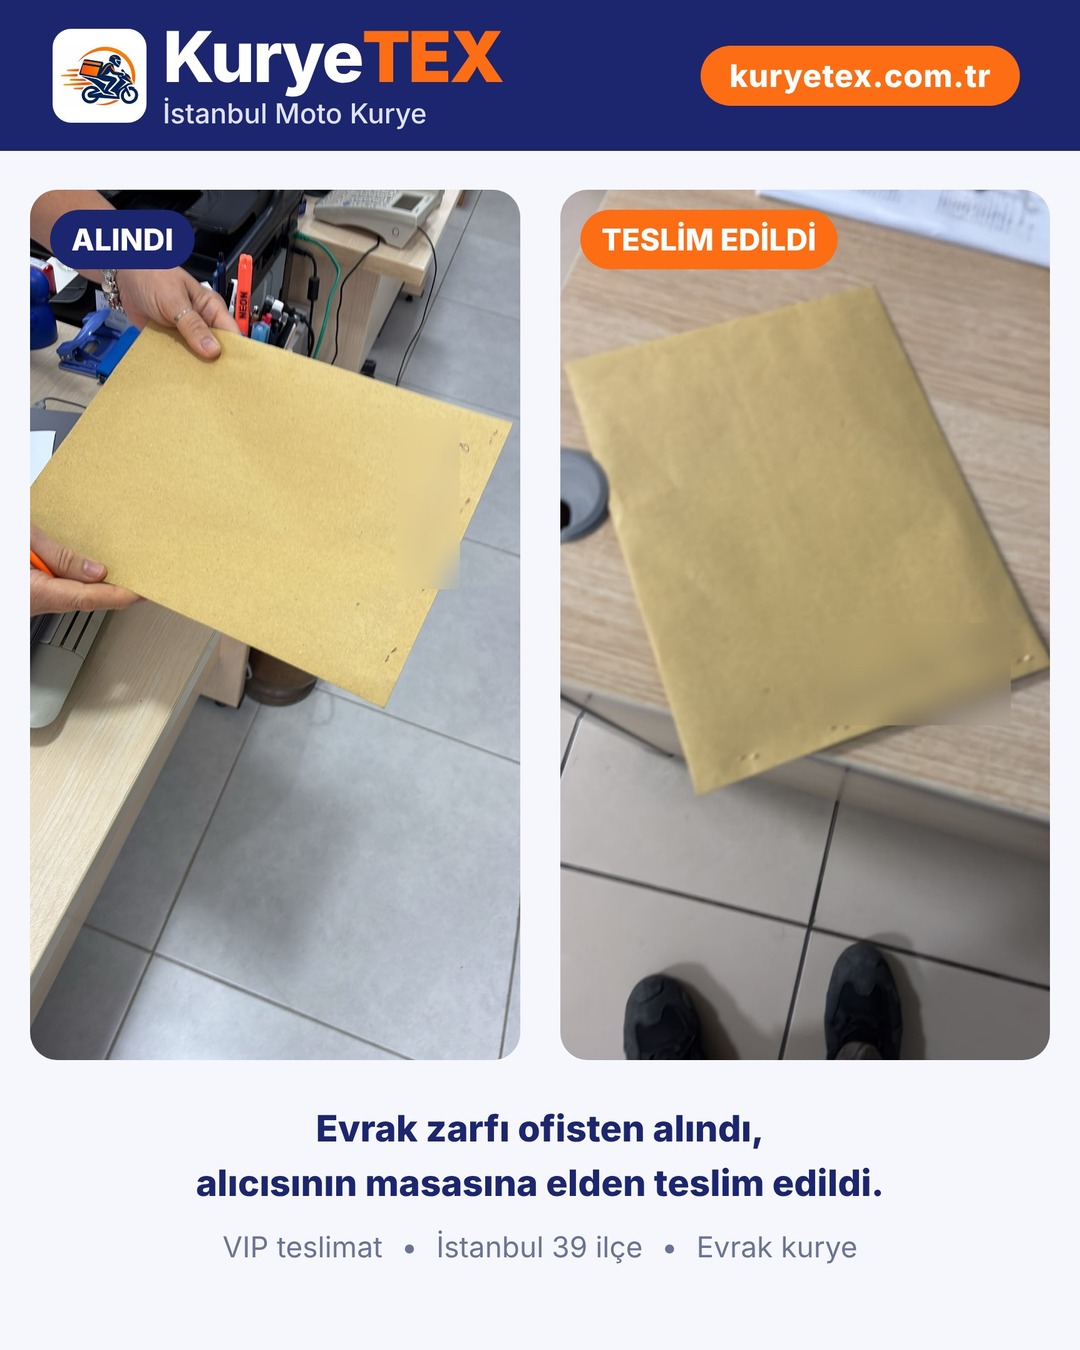 KuryeTEX
İstanbul Moto Kurye
kuryetex.com.tr
ALINDI
TESLİM EDİLDİ
NEON
Evrak zarfı ofisten alındı,
alıcısının masasına elden teslim edildi.
VIP teslimat • İstanbul 39 ilçe • Evrak kurye